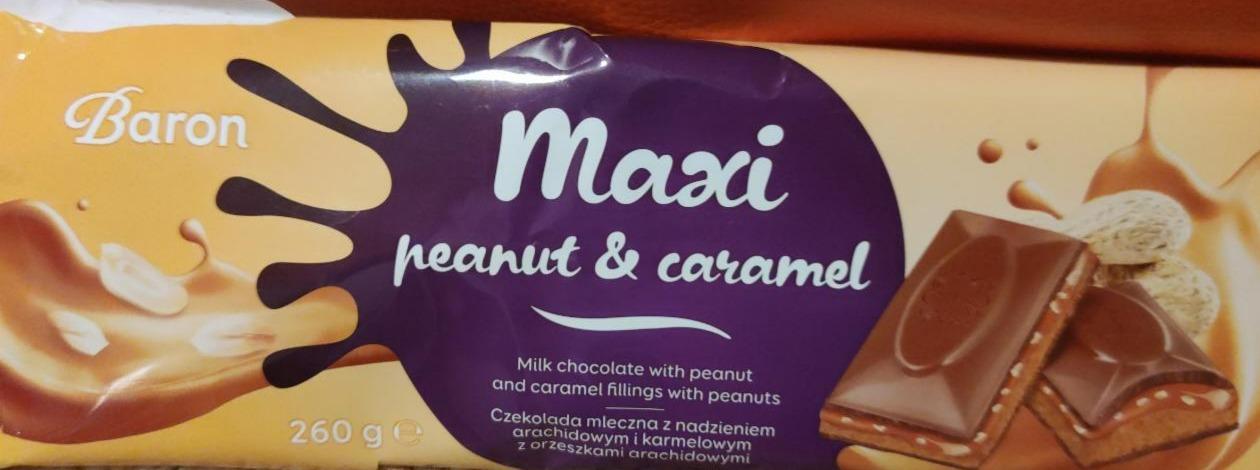 Baron
Maxi
peanut & caramel
Milk chocolate with peanut
and caramel fillings with peanuts
Czekolada mleczna z nadzieniem
arachidowym i karmelowym
z orzeszkami arachidowymi
260 g ℮